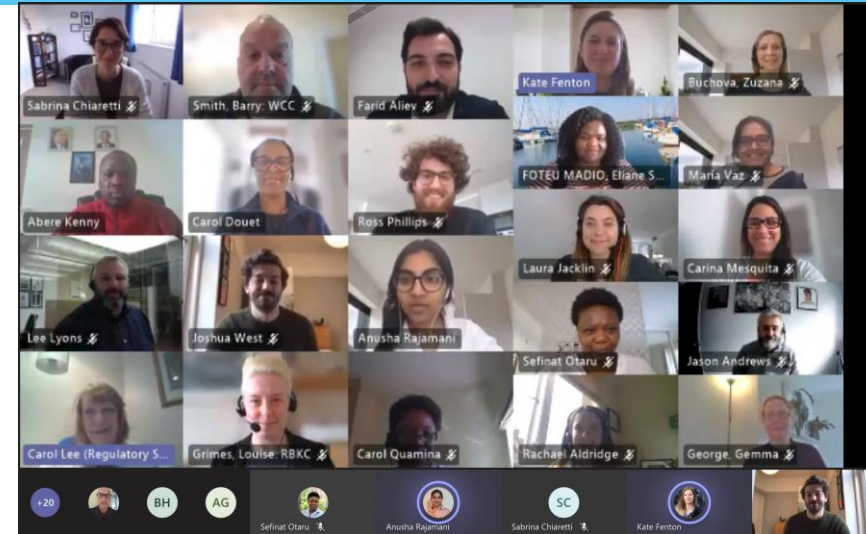 Sabrina Chiaretti
Smith, Barry: WCC
Farid Aliev
Kate Fenton
Buchova, Zuzana
Abere Kenny
Carol Douet
Ross Phillips
FOTEU MADIO, Eliane S...
Maria Vaz
Laura Jacklin
Carina Mesquita
Lee Lyons
Joshua West
Anusha Rajamani
Sefinat Otaru
Jason Andrews
Carol Lee (Regulatory S...
Grimes, Louise: RBKC
Carol Quamina
Rachael Aldridge
George, Gemma
+20
BH
AG
SC
Sefinat Otaru
Anusha Rajamani
Sabrina Chiaretti
Kate Fenton